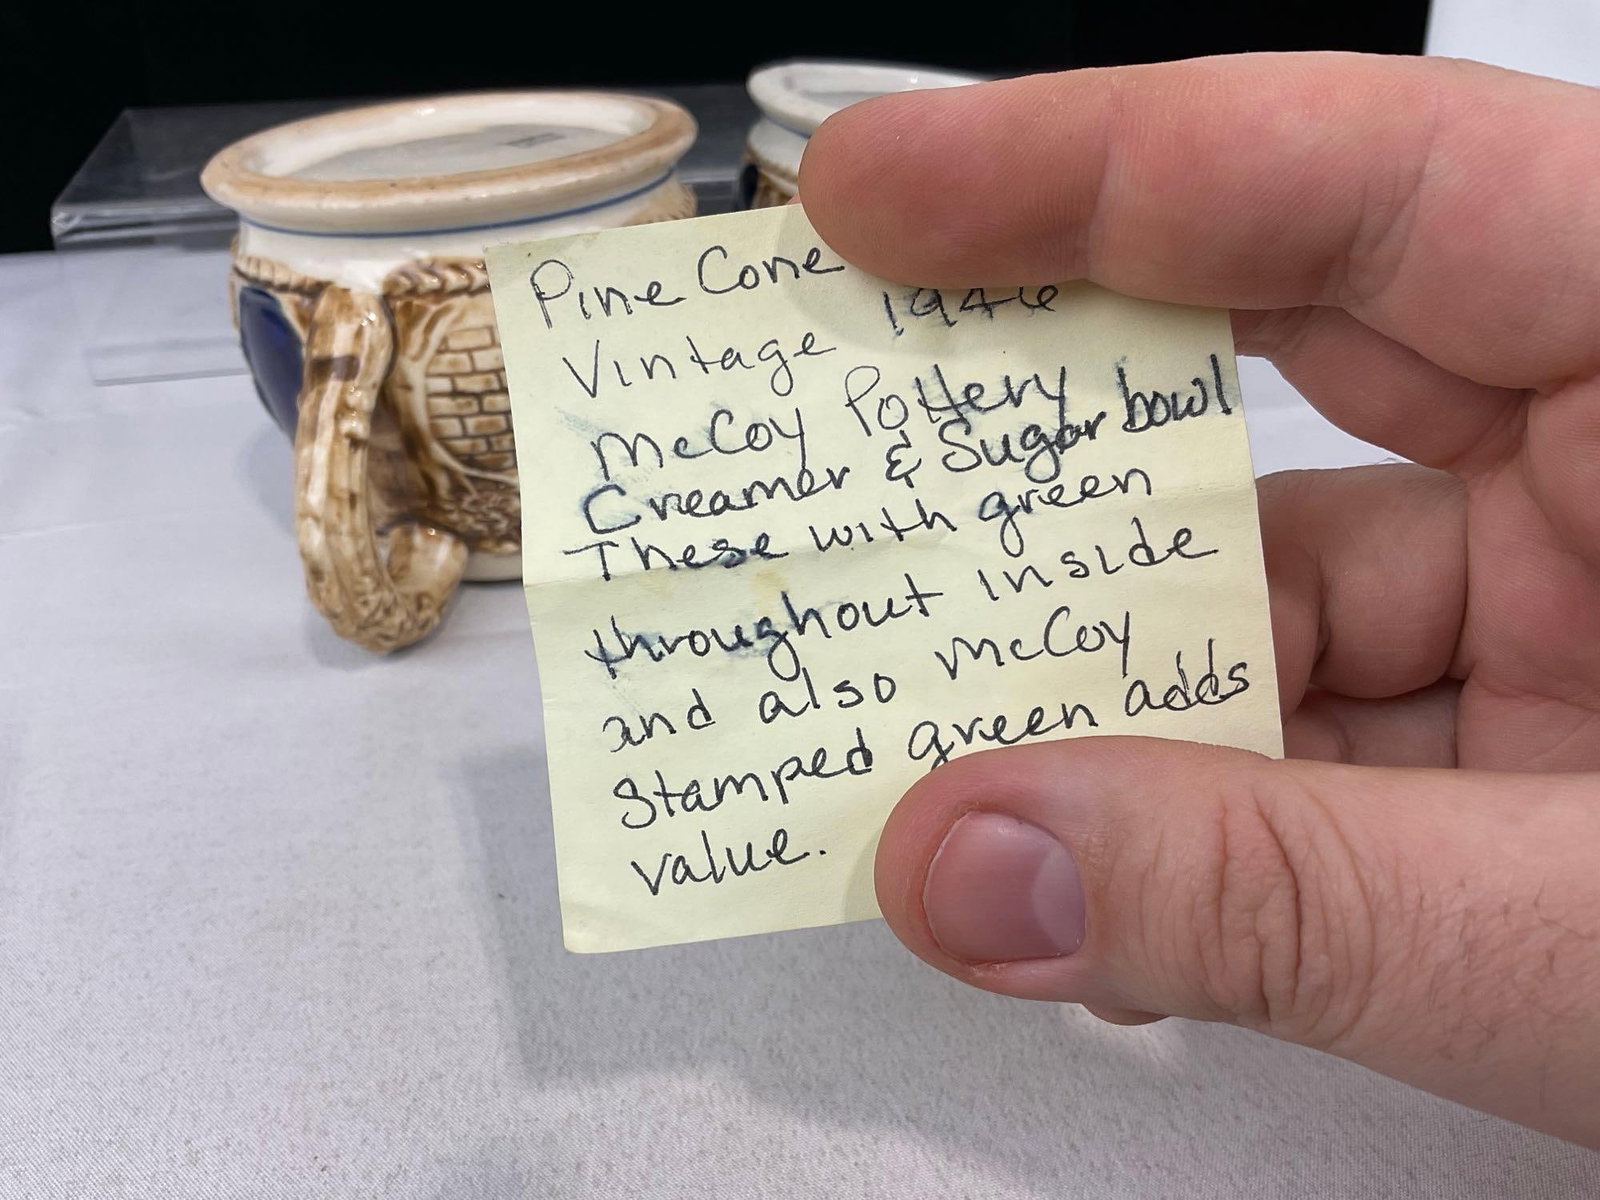 Pine Cone
Vintage 1946
McCoy Pottery
Creamer & Sugar bowl
These with green
throughout inside
and also McCoy
Stamped green adds
value.